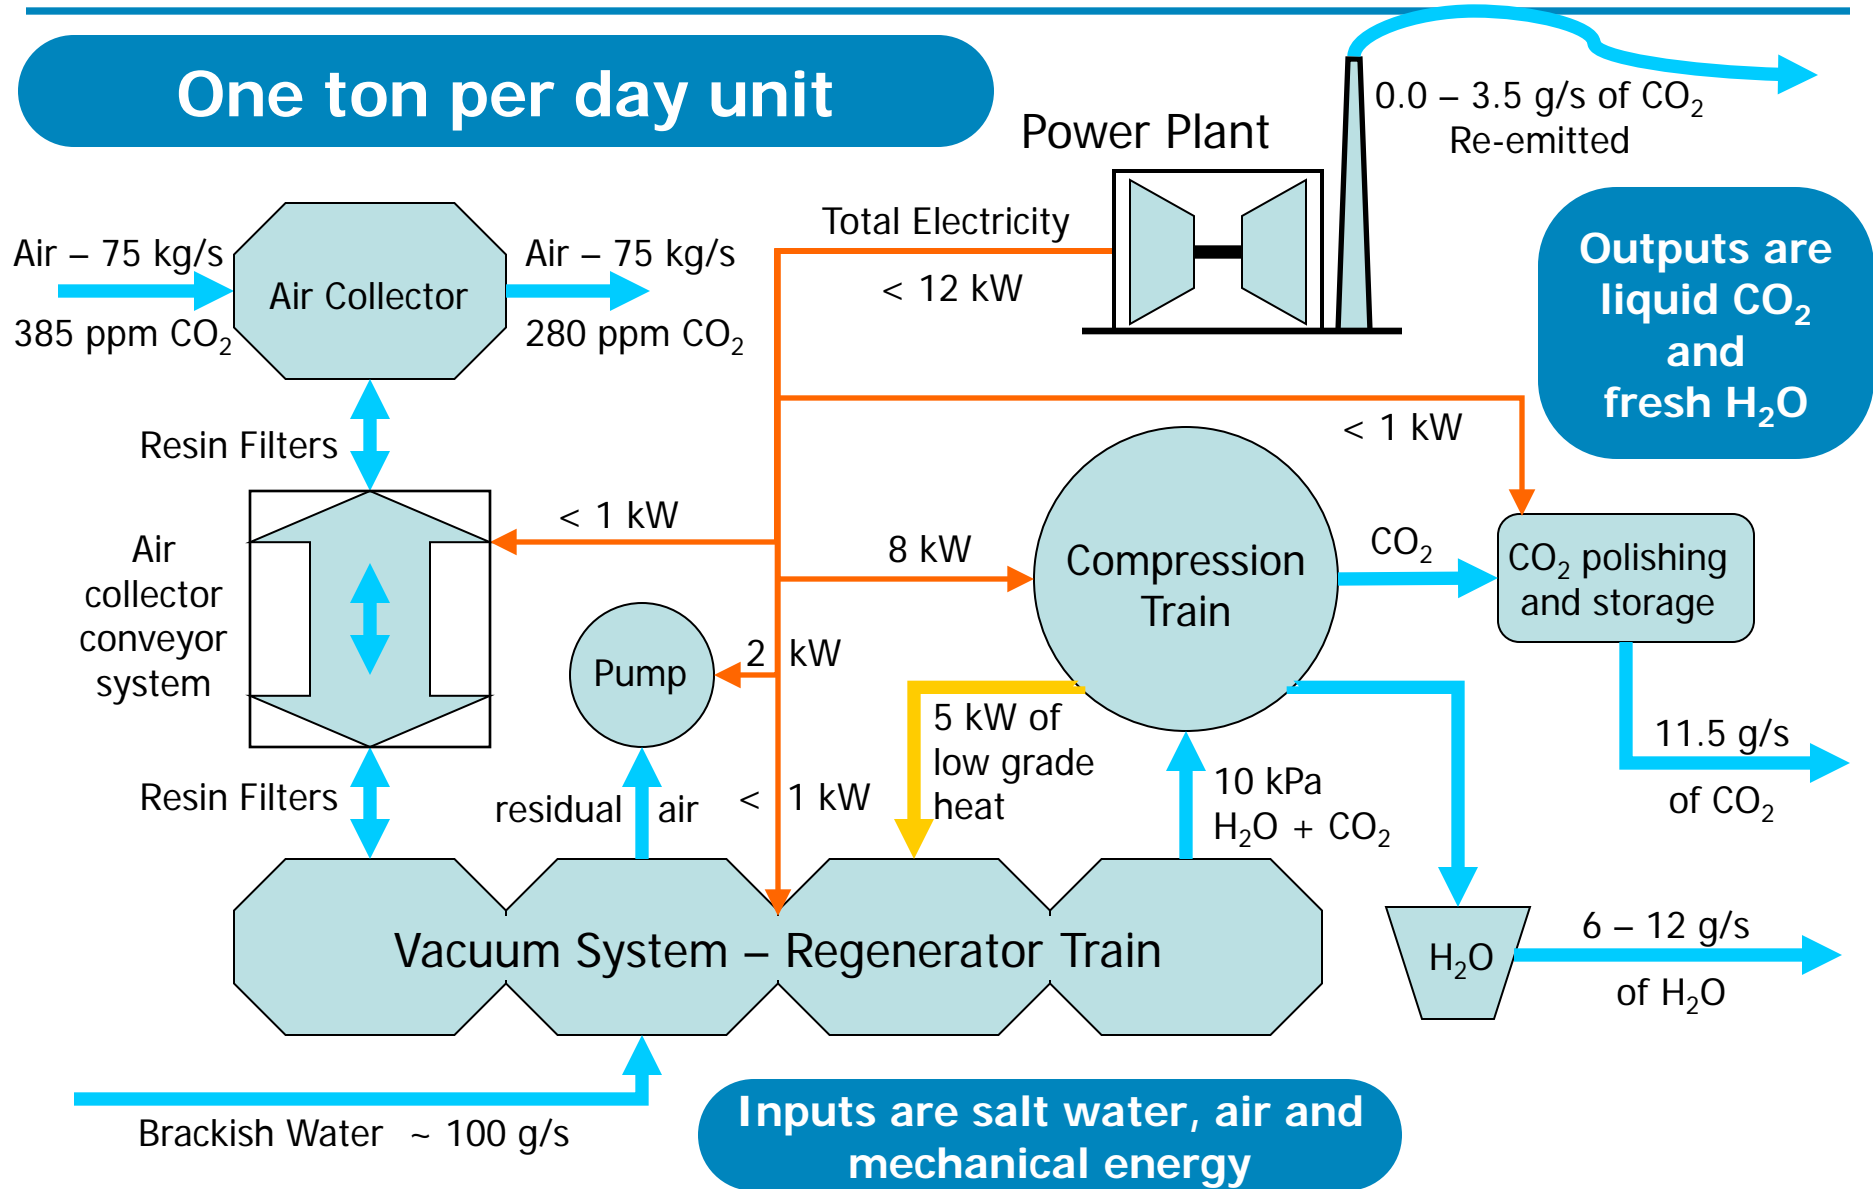 One ton per day unit
0.0 – 3.5 g/s of CO₂
Re-emitted
Power Plant
Total Electricity
< 12 kW
Outputs are
liquid CO₂
and
fresh H₂O
Air – 75 kg/s
385 ppm CO₂
Air Collector
Air – 75 kg/s
280 ppm CO₂
Resin Filters
< 1 kW
< 1 kW
Air
collector
conveyor
system
8 kW
Compression
Train
CO₂
CO₂ polishing
and storage
Pump
2 kW
5 kW of
low grade
heat
10 kPa
H₂O + CO₂
11.5 g/s
of CO₂
Resin Filters
residual air
< 1 kW
Vacuum System – Regenerator Train
H₂O
6 – 12 g/s
of H₂O
Brackish Water ~ 100 g/s
Inputs are salt water, air and
mechanical energy